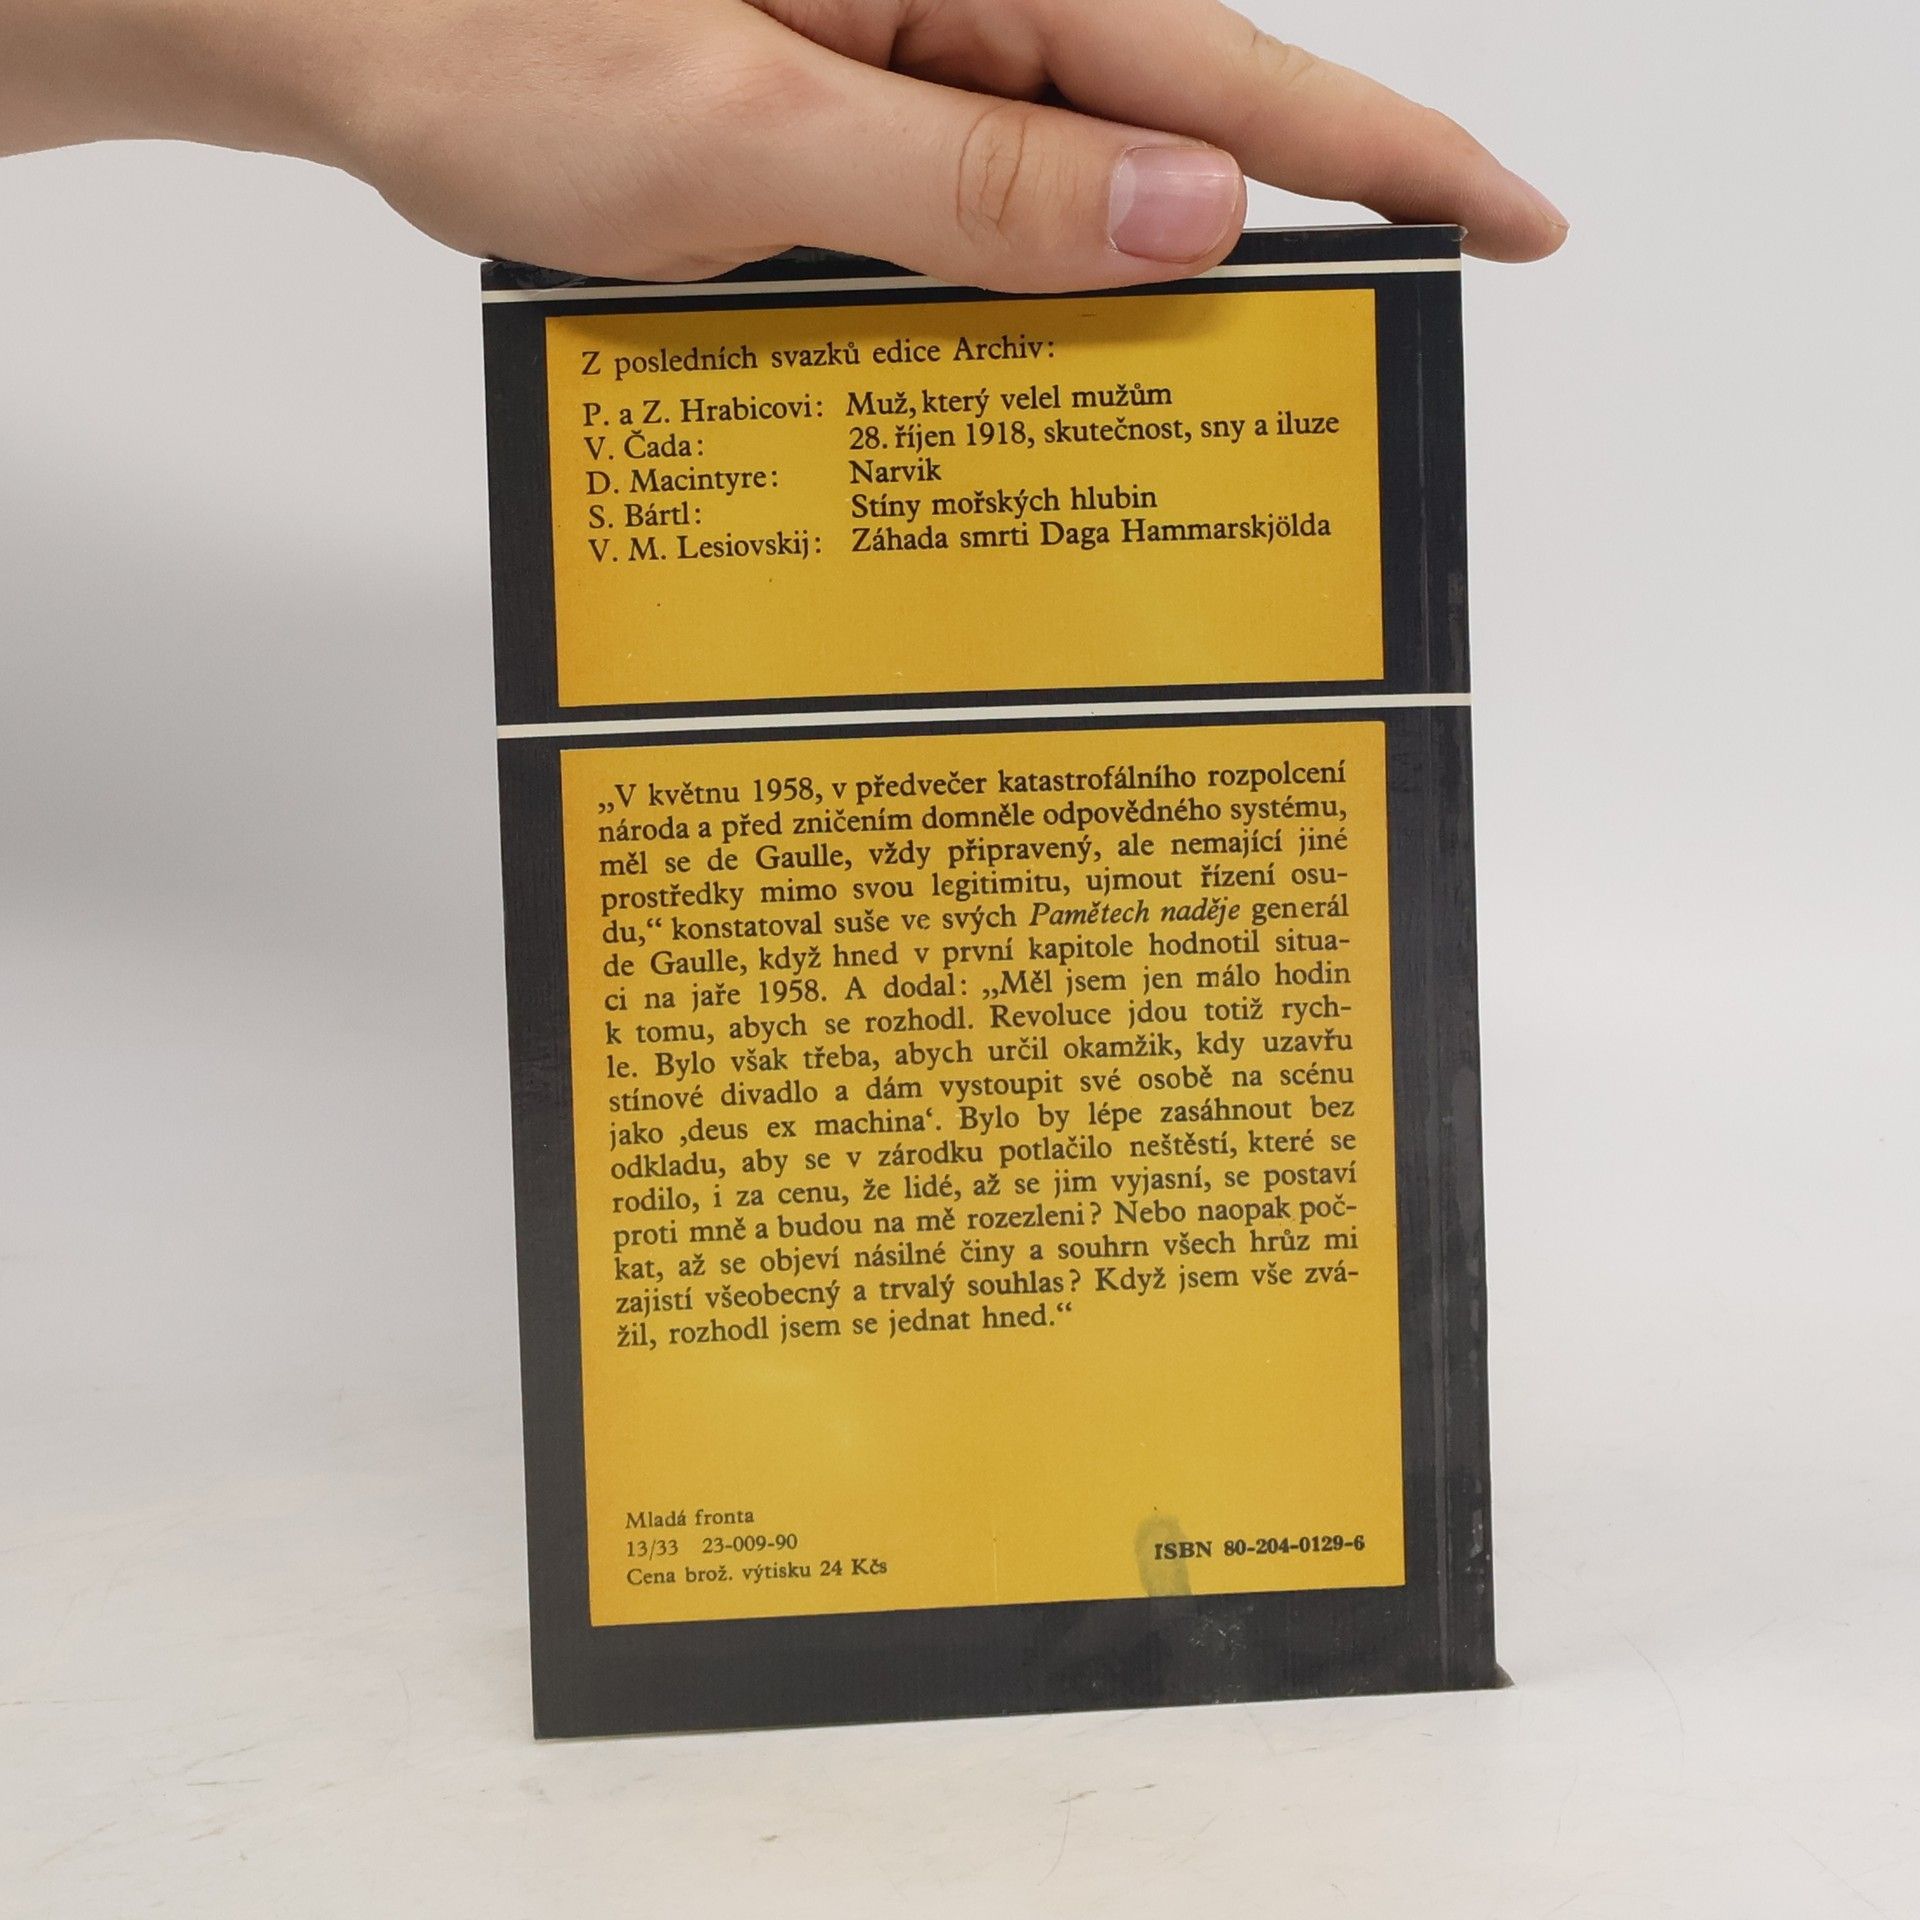 Z posledních svazků edice Archiv:
P. a Z. Hrabicovi: Muž, který velel mužům
V. Čada: 28. říjen 1918, skutečnost, sny a iluze
D. Macintyre: Narvik
S. Bártl: Stíny mořských hlubin
V. M. Lesiovskij: Záhada smrti Daga Hammarskjölda
„V květnu 1958, v předvečer katastrofálního rozpolcení
národa a před zničením domněle odpovědného systému,
měl se de Gaulle, vždy připravený, ale nemající jiné
prostředky mimo svou legitimitu, ujmout řízení osu-
du,“ konstatoval suše ve svých Pamětech naděje generál
de Gaulle, když hned v první kapitole hodnotil situa-
ci na jaře 1958. A dodal: „Měl jsem jen málo hodin
k tomu, abych se rozhodl. Revoluce jdou totiž rych-
le. Bylo však třeba, abych určil okamžik, kdy uzavřu
stínové divadlo a dám vystoupit své osobě na scénu
jako ‚deus ex machina‘. Bylo by lépe zasáhnout bez
odkladu, aby se v zárodku potlačilo neštěstí, které se
rodilo, i za cenu, že lidé, až se jim vyjasní, se postaví
proti mně a budou na mě rozezleni? Nebo naopak poč-
kat, až se objeví násilné činy a souhrn všech hrůz mi
zajistí všeobecný a trvalý souhlas? Když jsem vše zvá-
žil, rozhodl jsem se jednat hned.“
Mladá fronta
13/33 23-009-90
Cena brož. výtisku 24 Kčs
ISBN 80-204-0129-6